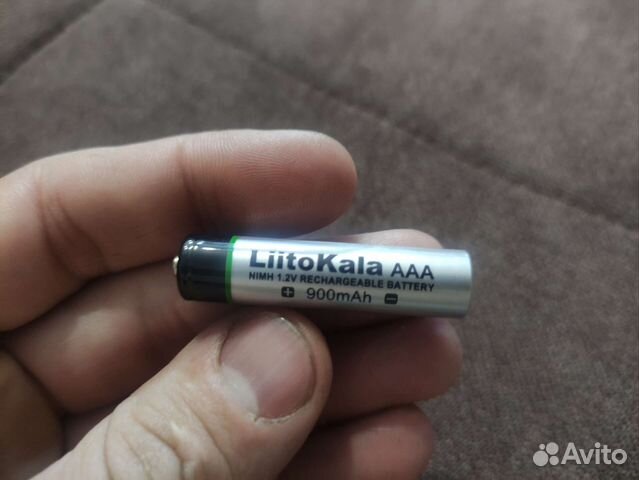 LiitoKala AAA
NIMH 1.2V RECHARGEABLE BATTERY
+ 900mAh -
Avito